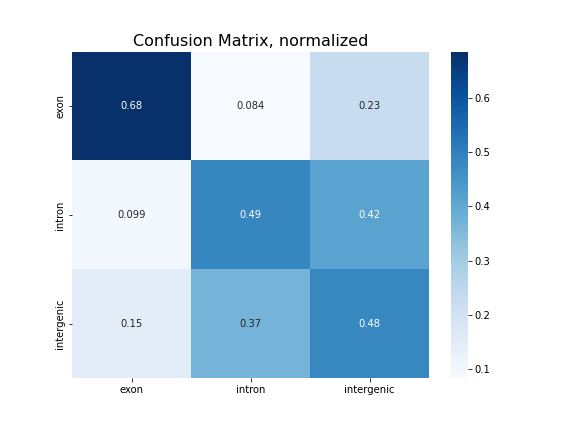 Confusion Matrix, normalized
exon
0.68
0.084
0.23
intron
0.099
0.49
0.42
intergenic
0.15
0.37
0.48
exon
intron
intergenic
0.6
0.5
0.4
0.3
0.2
0.1